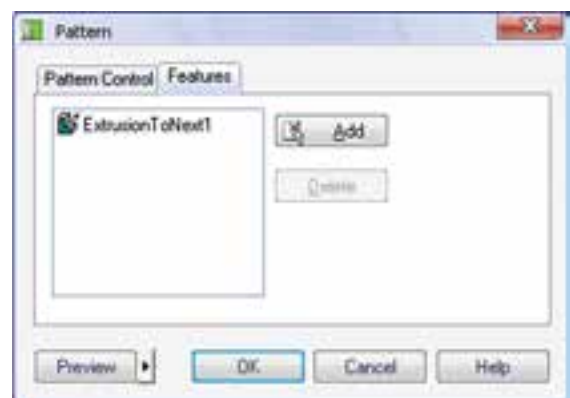 Pattern
Pattern Control Features
ExtrusionToNext1
Add
Delete
Preview OK Cancel Help